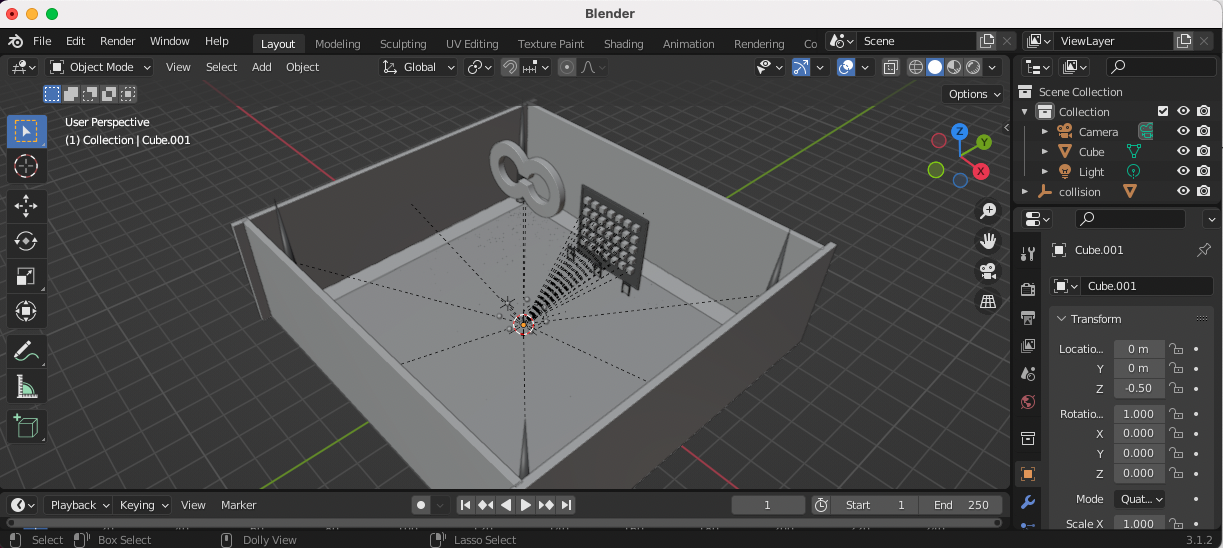 Blender
File Edit Render Window Help Layout Modeling Sculpting UV Editing Texture Paint Shading Animation Rendering Co Scene ViewLayer
Object Mode View Select Add Object Global
Options
User Perspective
(1) Collection | Cube.001
Z
Y
X
Scene Collection
Collection
Camera
Cube
Light
collision
Cube.001
Cube.001
Transform
Locatio... 0 m
Y 0 m
Z -0.50
Rotatio... 1.000
X 0.000
Y 0.000
Z 0.000
Mode Quat...
Scale X 1.000
Playback Keying View Marker 1 Start 1 End 250
Select Box Select Dolly View Lasso Select 3.1.2